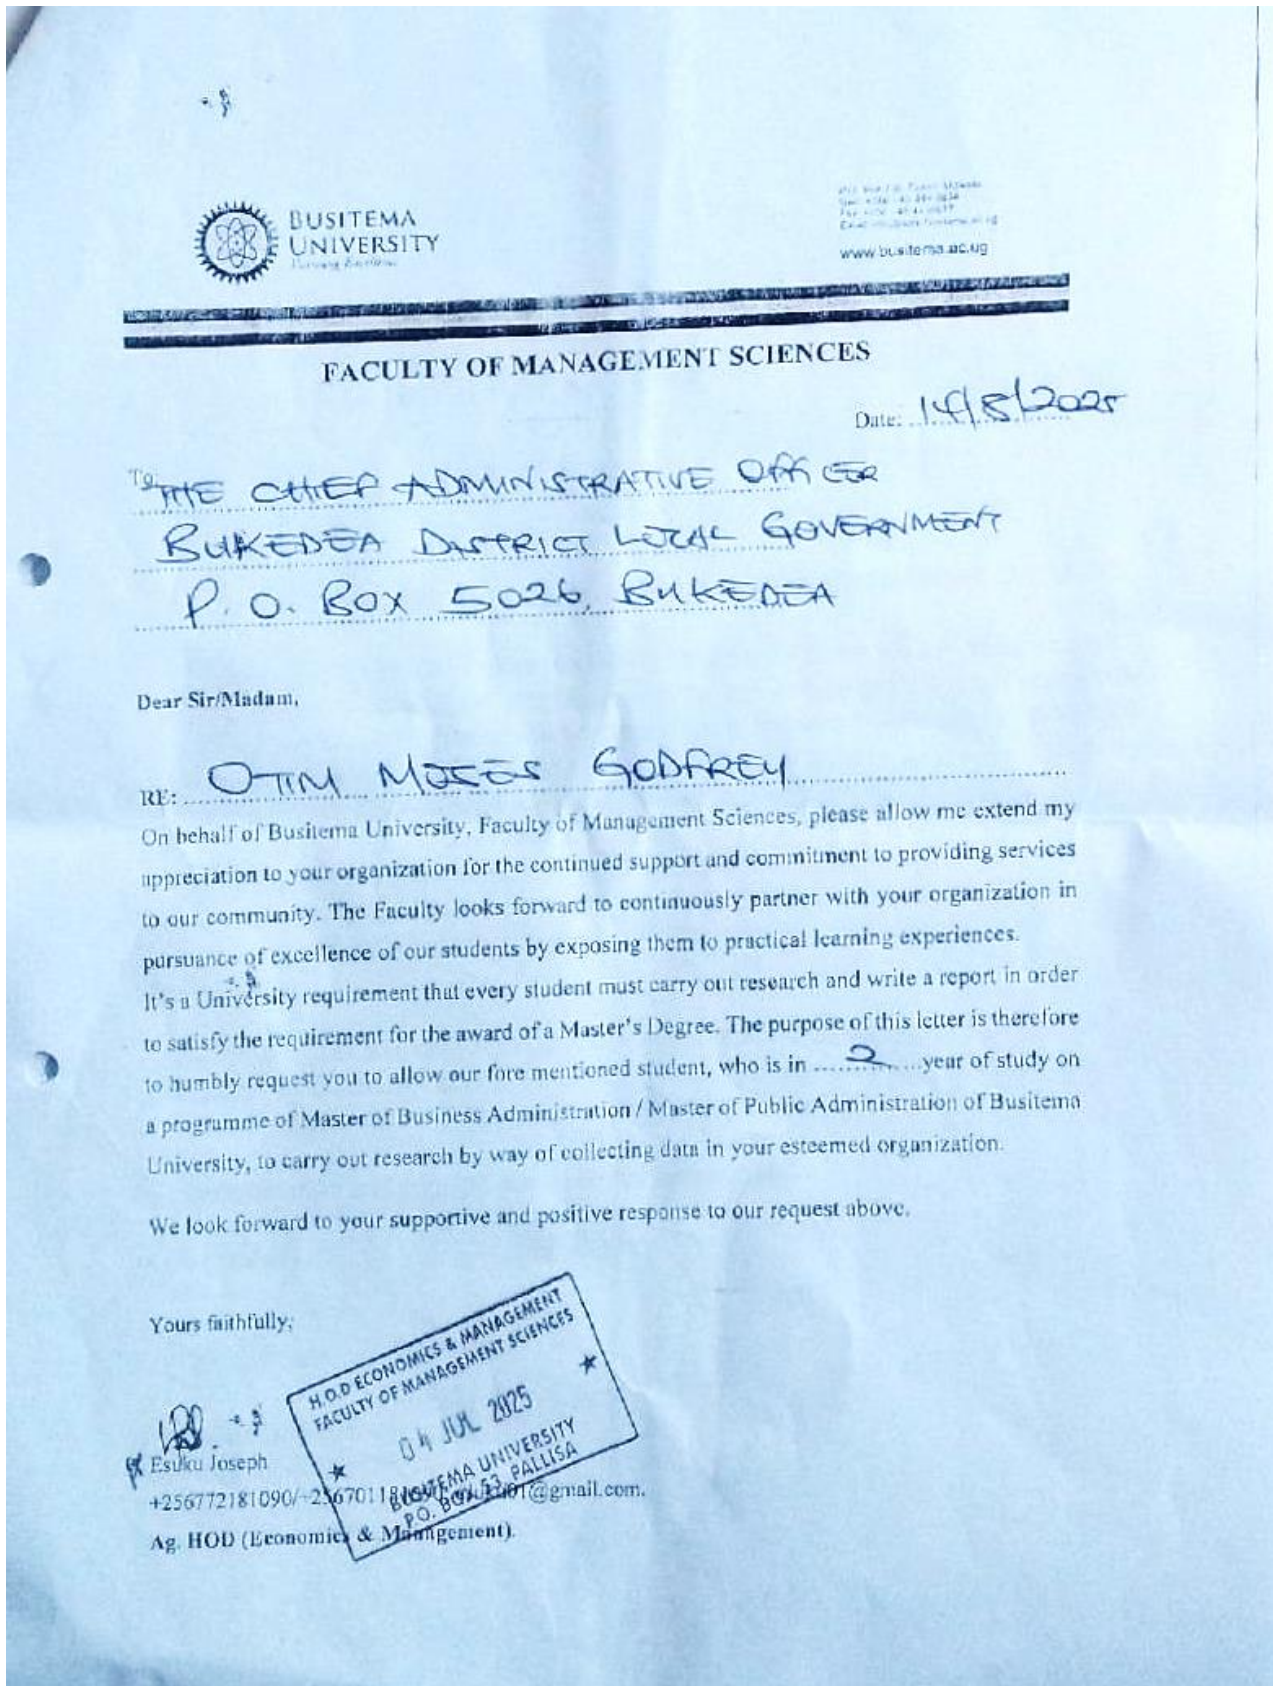 BUSITEMA
UNIVERSITY
www.busitema.ac.ug
FACULTY OF MANAGEMENT SCIENCES
Date: 14/8/2025
To
THE CHIEF ADMINISTRATIVE OFFICER
BUKEDEA DISTRICT LOCAL GOVERNMENT
P.O. BOX 5026, BUKEDEA
Dear Sir/Madam,
RE: OTIM MOSES GODFREY
On behalf of Busitema University, Faculty of Management Sciences, please allow me extend my
appreciation to your organization for the continued support and commitment to providing services
to our community. The Faculty looks forward to continuously partner with your organization in
pursuance of excellence of our students by exposing them to practical learning experiences.
It's a University requirement that every student must carry out research and write a report in order
to satisfy the requirement for the award of a Master's Degree. The purpose of this letter is therefore
to humbly request you to allow our fore mentioned student, who is in ....2.... year of study on
a programme of Master of Business Administration / Master of Public Administration of Busitema
University, to carry out research by way of collecting data in your esteemed organization.
We look forward to your supportive and positive response to our request above.
Yours faithfully,
H.O.D ECONOMICS & MANAGEMENT
FACULTY OF MANAGEMENT SCIENCES
04 JUL 2025
BUSITEMA UNIVERSITY
P.O. BOX 53, PALLISA
Esuku Joseph
+256772181090/ @gmail.com.
Ag. HOD (Economics & Management).